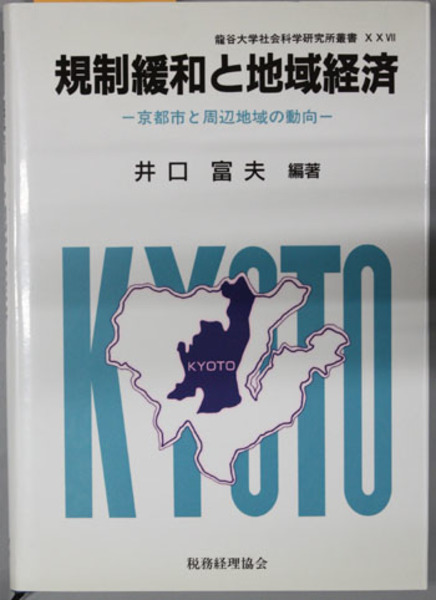 龍谷大学社会科学研究所叢書 ⅩⅩⅦ
規制緩和と地域経済
−京都市と周辺地域の動向−
井口 富夫 編著
KYOTO
KYOTO
税務経理協会